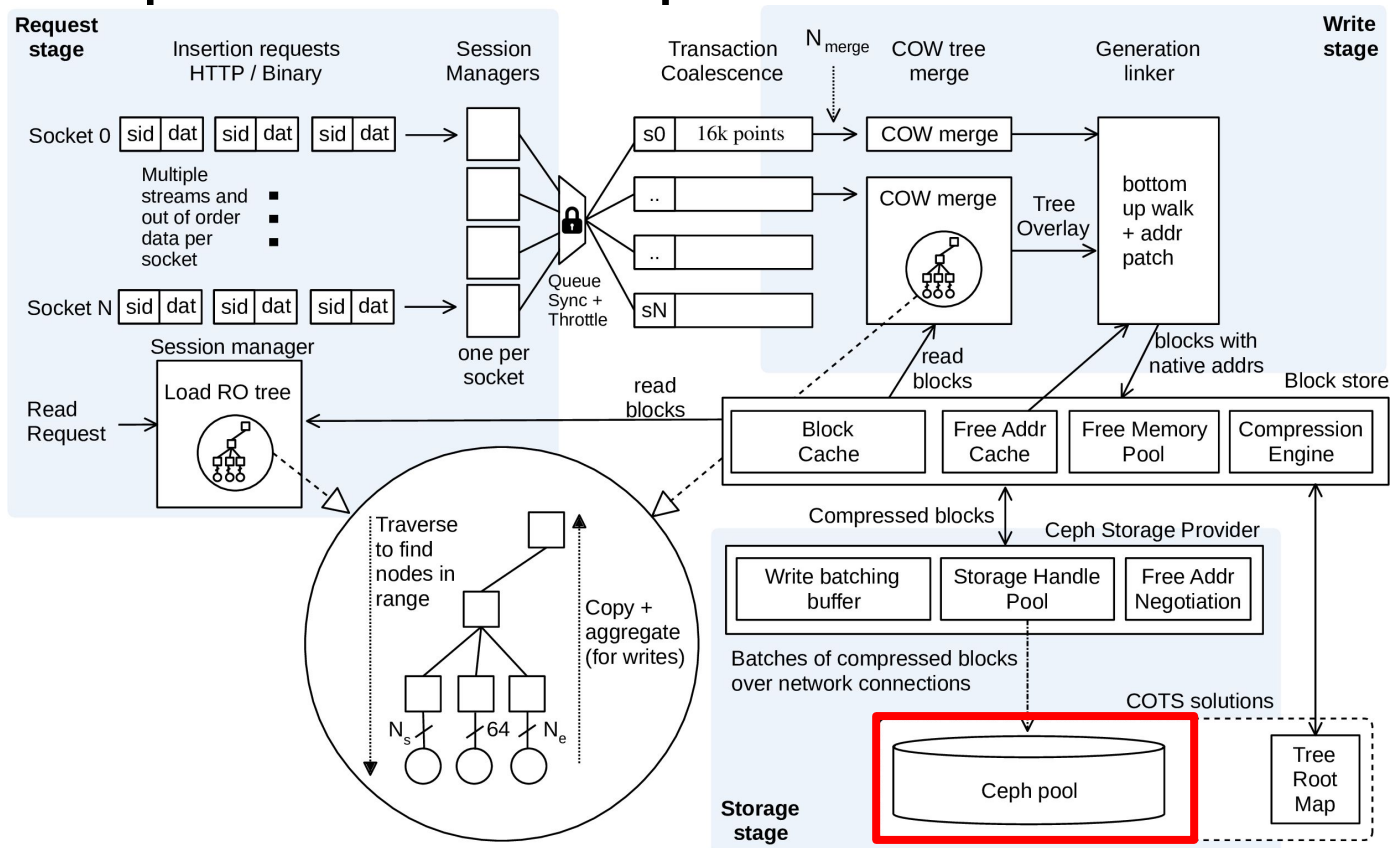 Request
stage
Insertion requests
HTTP / Binary
Session
Managers
Transaction
Coalescence
N merge
COW tree
merge
Generation
linker
Write
stage
Socket 0
sid dat
sid dat
sid dat
s0 16k points
COW merge
Multiple
streams and
out of order
data per
socket
..
COW merge
Tree
Overlay
bottom
up walk
+ addr
patch
..
Queue
Sync +
Throttle
Socket N
sid dat
sid dat
sid dat
sN
one per
socket
Session manager
Load RO tree
Read
Request
read
blocks
read
blocks
blocks with
native addrs
Block store
Block
Cache
Free Addr
Cache
Free Memory
Pool
Compression
Engine
Traverse
to find
nodes in
range
Copy +
aggregate
(for writes)
Ns
64
Ne
Compressed blocks
Ceph Storage Provider
Write batching
buffer
Storage Handle
Pool
Free Addr
Negotiation
Batches of compressed blocks
over network connections
COTS solutions
Ceph pool
Tree
Root
Map
Storage
stage